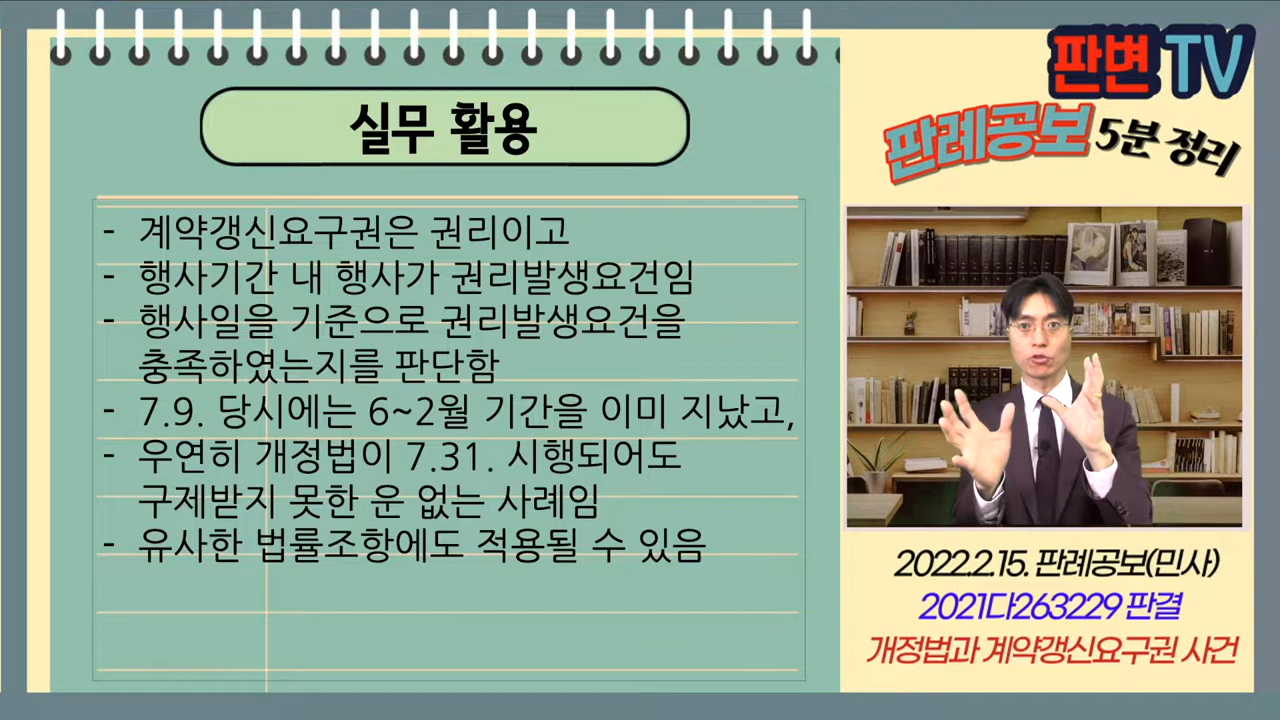 실무 활용
- 계약갱신요구권은 권리이고
- 행사기간 내 행사가 권리발생요건임
- 행사일을 기준으로 권리발생요건을
충족하였는지를 판단함
- 7.9. 당시에는 6~2월 기간을 이미 지났고,
- 우연히 개정법이 7.31. 시행되어도
구제받지 못한 운 없는 사례임
- 유사한 법률조항에도 적용될 수 있음
판변 TV
판례공보 5분 정리
2022.2.15. 판례공보(민사)
2021다263229 판결
개정법과 계약갱신요구권 사건